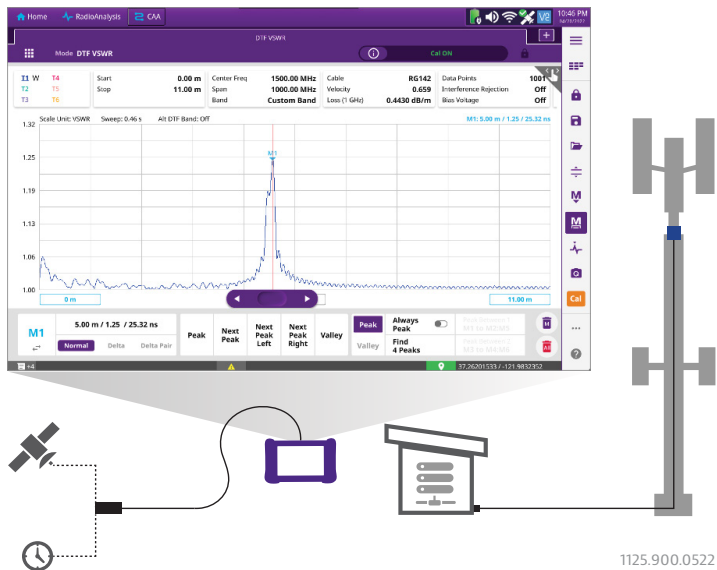 Home RadioAnalysis CAA V2 10:46 PM
DTF VSWR +
Mode DTF VSWR Cal ON
T1 W T4 Start 0.00 m Center Freq 1500.00 MHz Cable RG142 Data Points 1001
T2 T5 Stop 11.00 m Span 1000.00 MHz Velocity 0.659 Interference Rejection Off
T3 T6 Band Custom Band Loss (1 GHz) 0.4430 dB/m Bias Voltage Off
Scale Unit: VSWR Sweep: 0.46 s Alt DTF Band: Off M1: 5.00 m / 1.25 / 25.32 ns
1.32
M1
1.25
1.19
1.13
1.06
1.00
0 m 11.00 m
M
M
Cal
M1 5.00 m / 1.25 / 25.32 ns
Normal Delta Delta Pair
Peak Next Peak Next Peak Left Next Peak Right Valley
Peak Always Peak
Valley Find 4 Peaks
M
All
+4 37.26201533 / -121.9832352
1125.900.0522